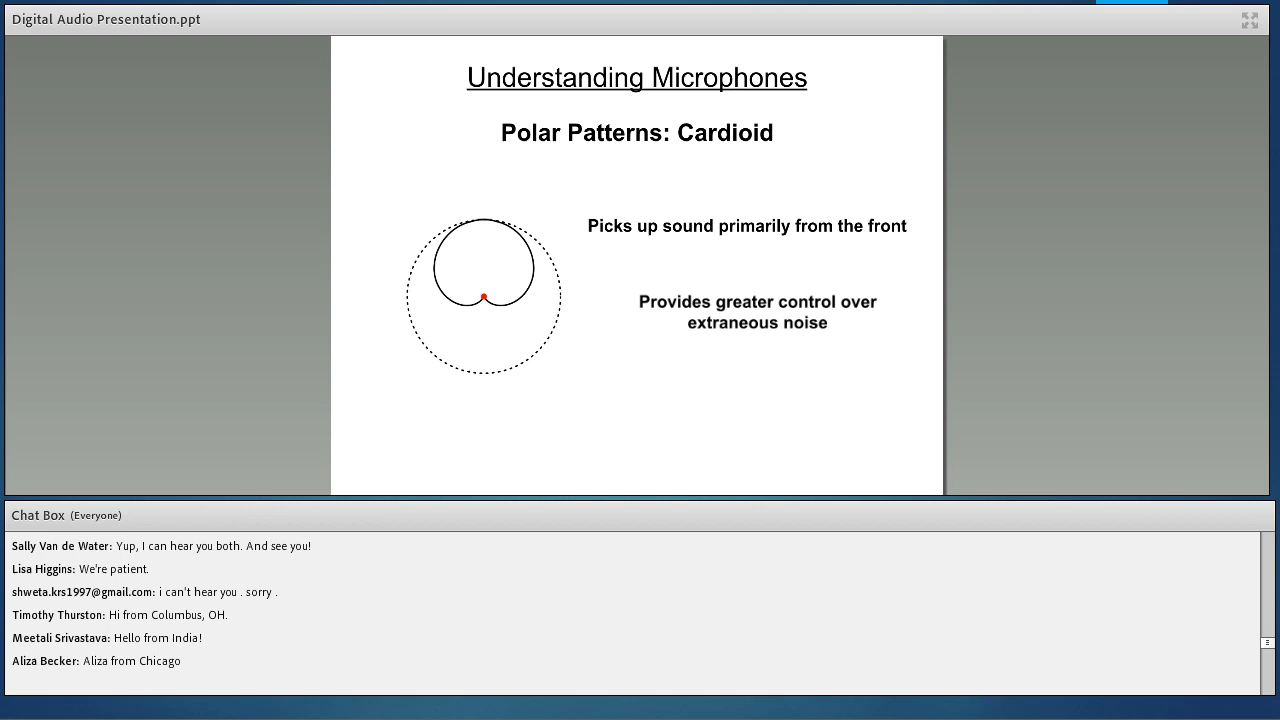 Digital Audio Presentation.ppt
Understanding Microphones
Polar Patterns: Cardioid
Picks up sound primarily from the front
Provides greater control over
extraneous noise
Chat Box (Everyone)
Sally Van de Water: Yup, I can hear you both. And see you!
Lisa Higgins: We're patient.
shweta.krs1997@gmail.com: i can't hear you . sorry .
Timothy Thurston: Hi from Columbus, OH.
Meetali Srivastava: Hello from India!
Aliza Becker: Aliza from Chicago